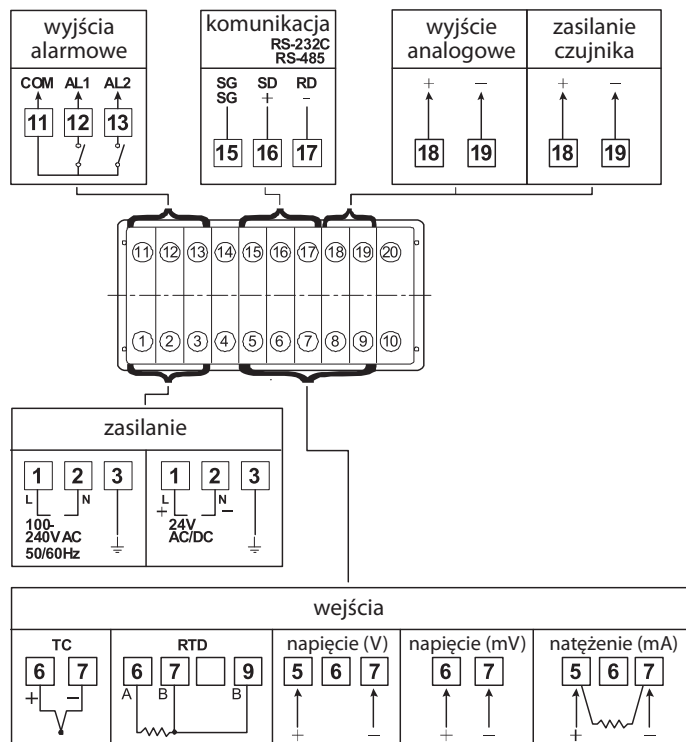 wyjścia alarmowe
COM AL1 AL2
11 12 13
komunikacja
RS-232C
RS-485
SG SD RD
SG + -
15 16 17
wyjście analogowe
+ −
18 19
zasilanie czujnika
+ −
18 19
11 12 13 14 15 16 17 18 19 20
1 2 3 4 5 6 7 8 9 10
zasilanie
1 2 3
L N
100-
240V AC
50/60Hz
1 2 3
L N
+ −
24V
AC/DC
wejścia
TC
6 7
+ −
RTD
6 7 9
A B B
napięcie (V)
5 6 7
+ −
napięcie (mV)
6 7
+ −
natężenie (mA)
5 6 7
+ −